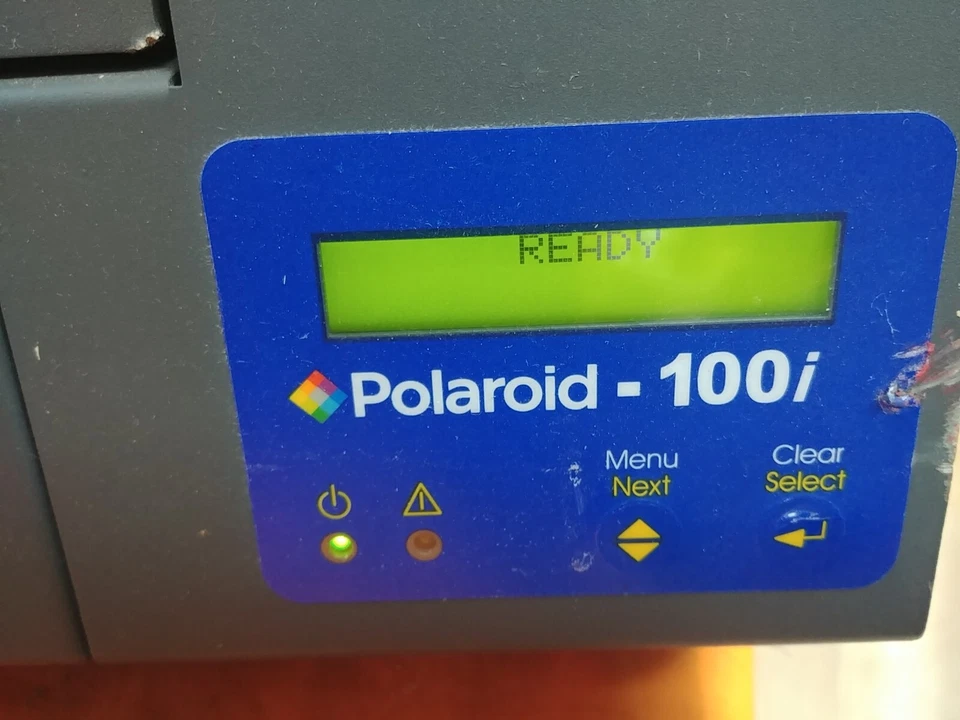 READY
Polaroid - 100i
Menu Clear
Next Select